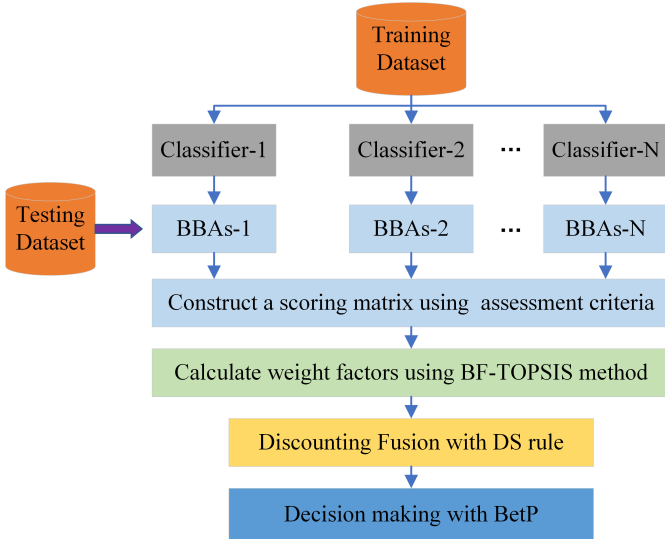 Training
Dataset
Classifier-1
Classifier-2
...
Classifier-N
Testing
Dataset
BBAs-1
BBAs-2
...
BBAs-N
Construct a scoring matrix using assessment criteria
Calculate weight factors using BF-TOPSIS method
Discounting Fusion with DS rule
Decision making with BetP